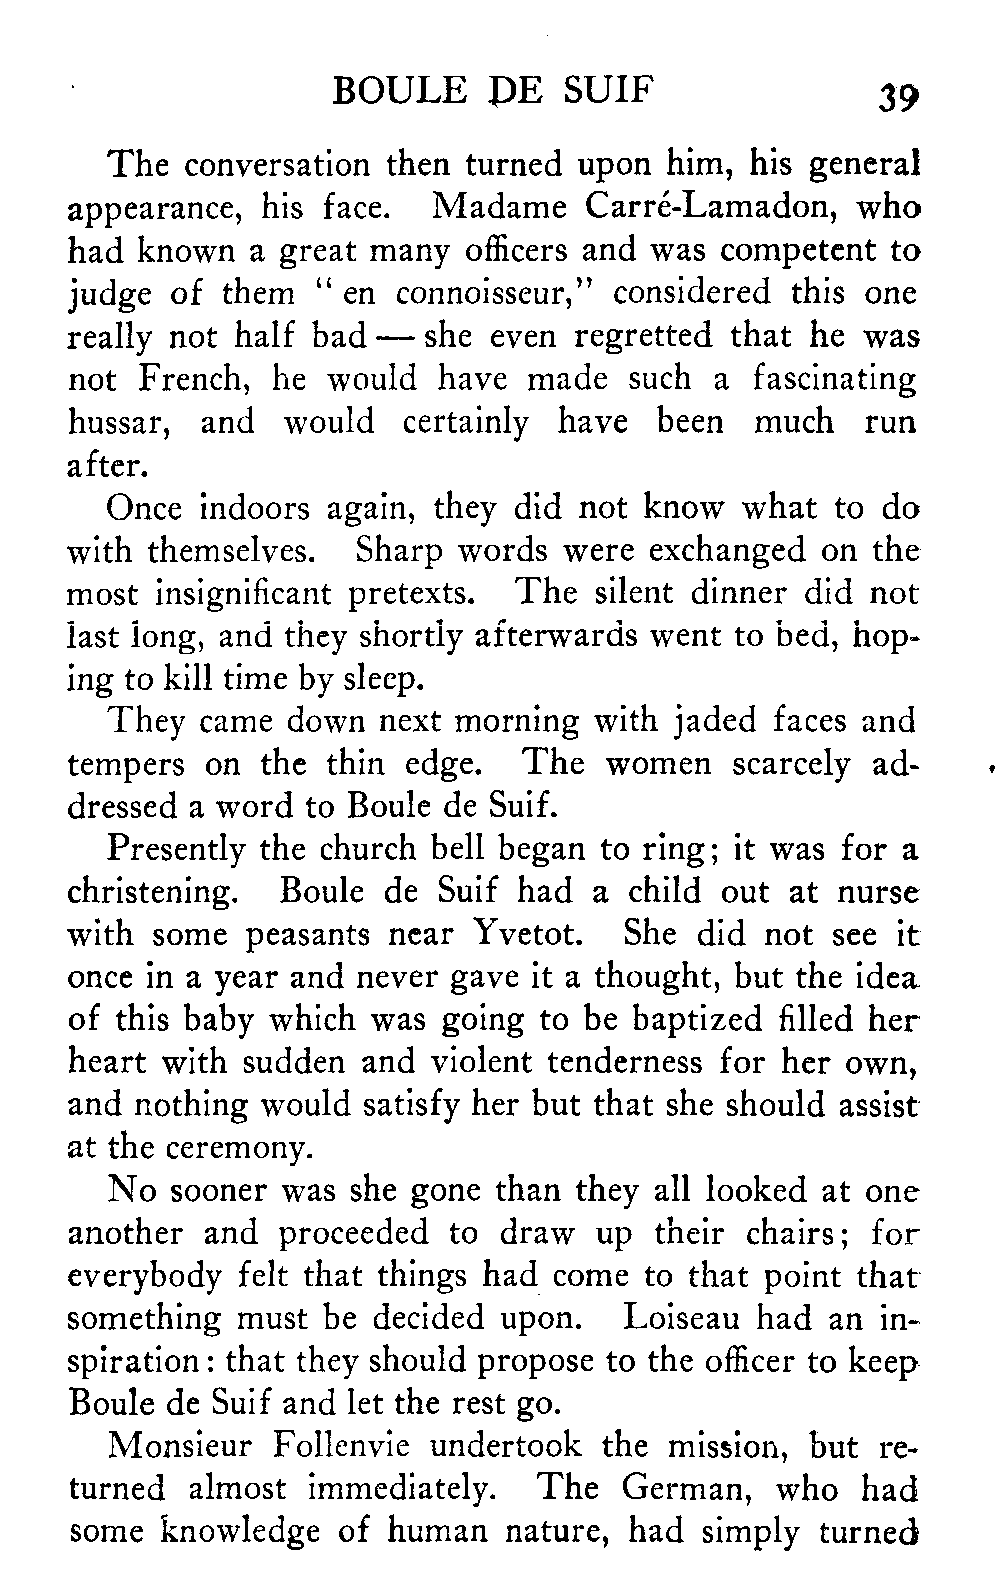 BOULE DE SUIF 39
The conversation then turned upon him, his general
appearance, his face. Madame Carré-Lamadon, who
had known a great many officers and was competent to
judge of them " en connoisseur," considered this one
really not half bad — she even regretted that he was
not French, he would have made such a fascinating
hussar, and would certainly have been much run
after.
Once indoors again, they did not know what to do
with themselves. Sharp words were exchanged on the
most insignificant pretexts. The silent dinner did not
last long, and they shortly afterwards went to bed, hop-
ing to kill time by sleep.
They came down next morning with jaded faces and
tempers on the thin edge. The women scarcely ad-
dressed a word to Boule de Suif.
Presently the church bell began to ring; it was for a
christening. Boule de Suif had a child out at nurse
with some peasants near Yvetot. She did not see it
once in a year and never gave it a thought, but the idea
of this baby which was going to be baptized filled her
heart with sudden and violent tenderness for her own,
and nothing would satisfy her but that she should assist
at the ceremony.
No sooner was she gone than they all looked at one
another and proceeded to draw up their chairs; for
everybody felt that things had come to that point that
something must be decided upon. Loiseau had an in-
spiration: that they should propose to the officer to keep
Boule de Suif and let the rest go.
Monsieur Follenvie undertook the mission, but re-
turned almost immediately. The German, who had
some knowledge of human nature, had simply turned